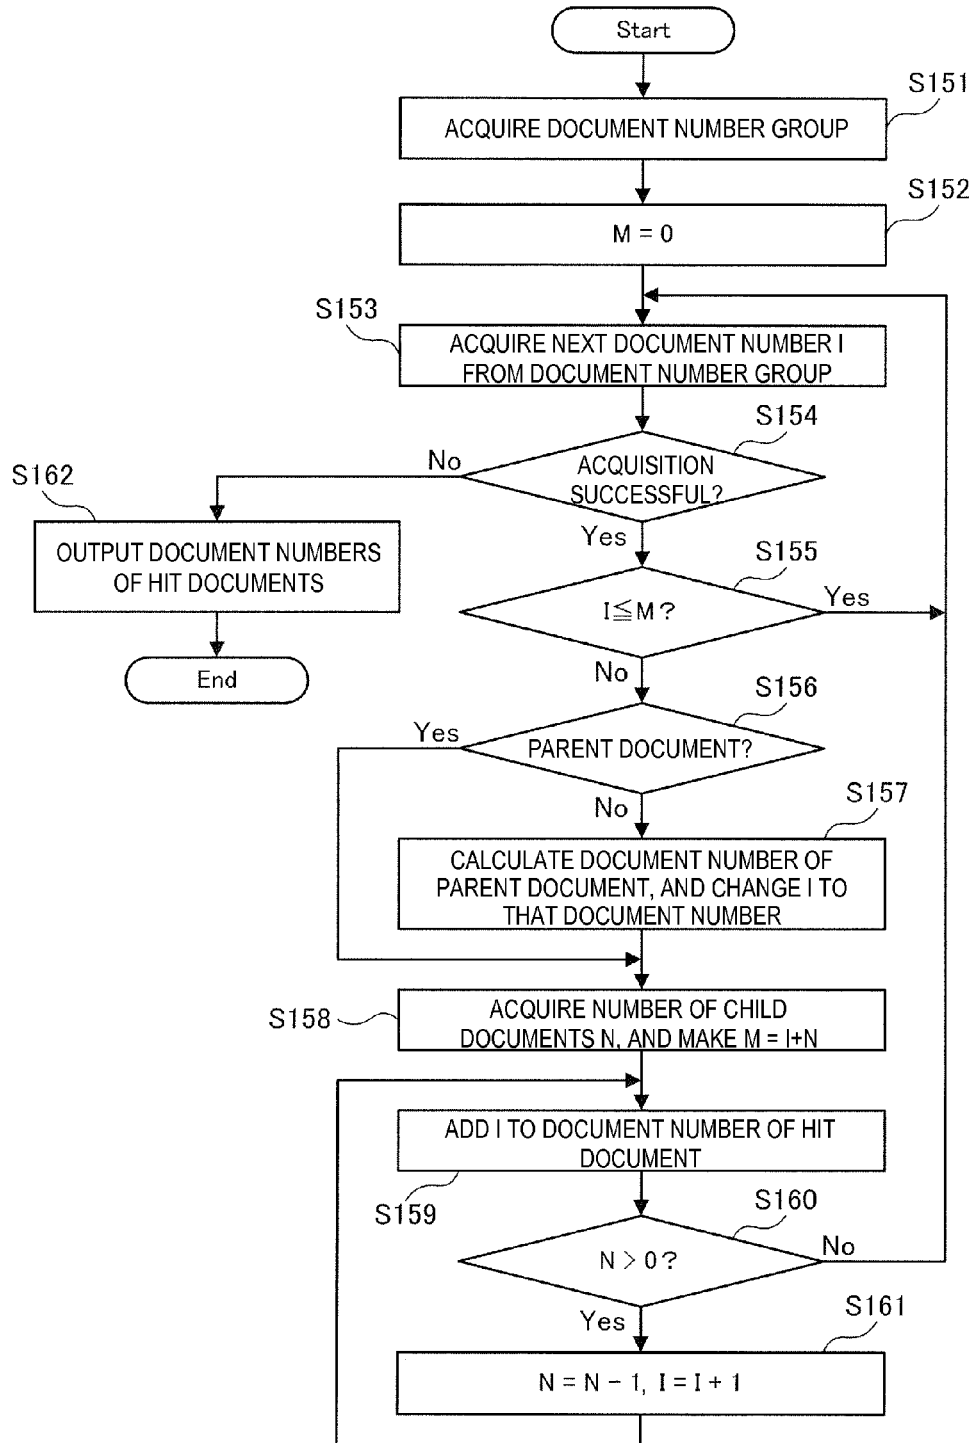 Start
S151
ACQUIRE DOCUMENT NUMBER GROUP
S152
M = 0
S153
ACQUIRE NEXT DOCUMENT NUMBER I
FROM DOCUMENT NUMBER GROUP
S154
ACQUISITION
SUCCESSFUL?
No
Yes
S162
OUTPUT DOCUMENT NUMBERS
OF HIT DOCUMENTS
End
S155
I≦M?
Yes
No
S156
PARENT DOCUMENT?
Yes
No
S157
CALCULATE DOCUMENT NUMBER OF
PARENT DOCUMENT, AND CHANGE I TO
THAT DOCUMENT NUMBER
S158
ACQUIRE NUMBER OF CHILD
DOCUMENTS N, AND MAKE M = I+N
ADD I TO DOCUMENT NUMBER OF HIT
DOCUMENT
S159
S160
N > 0?
No
Yes
S161
N = N − 1, I = I + 1